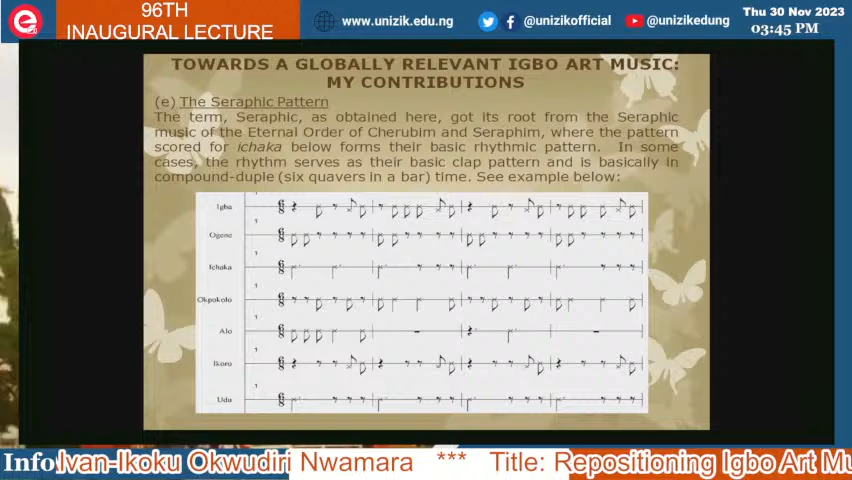 96TH
INAUGURAL LECTURE
www.unizik.edu.ng
@unizikofficial
@unizikedung
Thu 30 Nov 2023
03:45 PM
TOWARDS A GLOBALLY RELEVANT IGBO ART MUSIC:
MY CONTRIBUTIONS
(e) The Seraphic Pattern
The term, Seraphic, as obtained here, got its root from the Seraphic
music of the Eternal Order of Cherubim and Seraphim, where the pattern
scored for ichaka below forms their basic rhythmic pattern. In some
cases, the rhythm serves as their basic clap pattern and is basically in
compound-duple (six quavers in a bar) time. See example below:
Igba
Ogene
Ichaka
Okpokolo
Alo
Ikoro
Udu
Info
Ivan-Ikoku Okwudiri Nwamara *** Title: Repositioning Igbo Art Mu